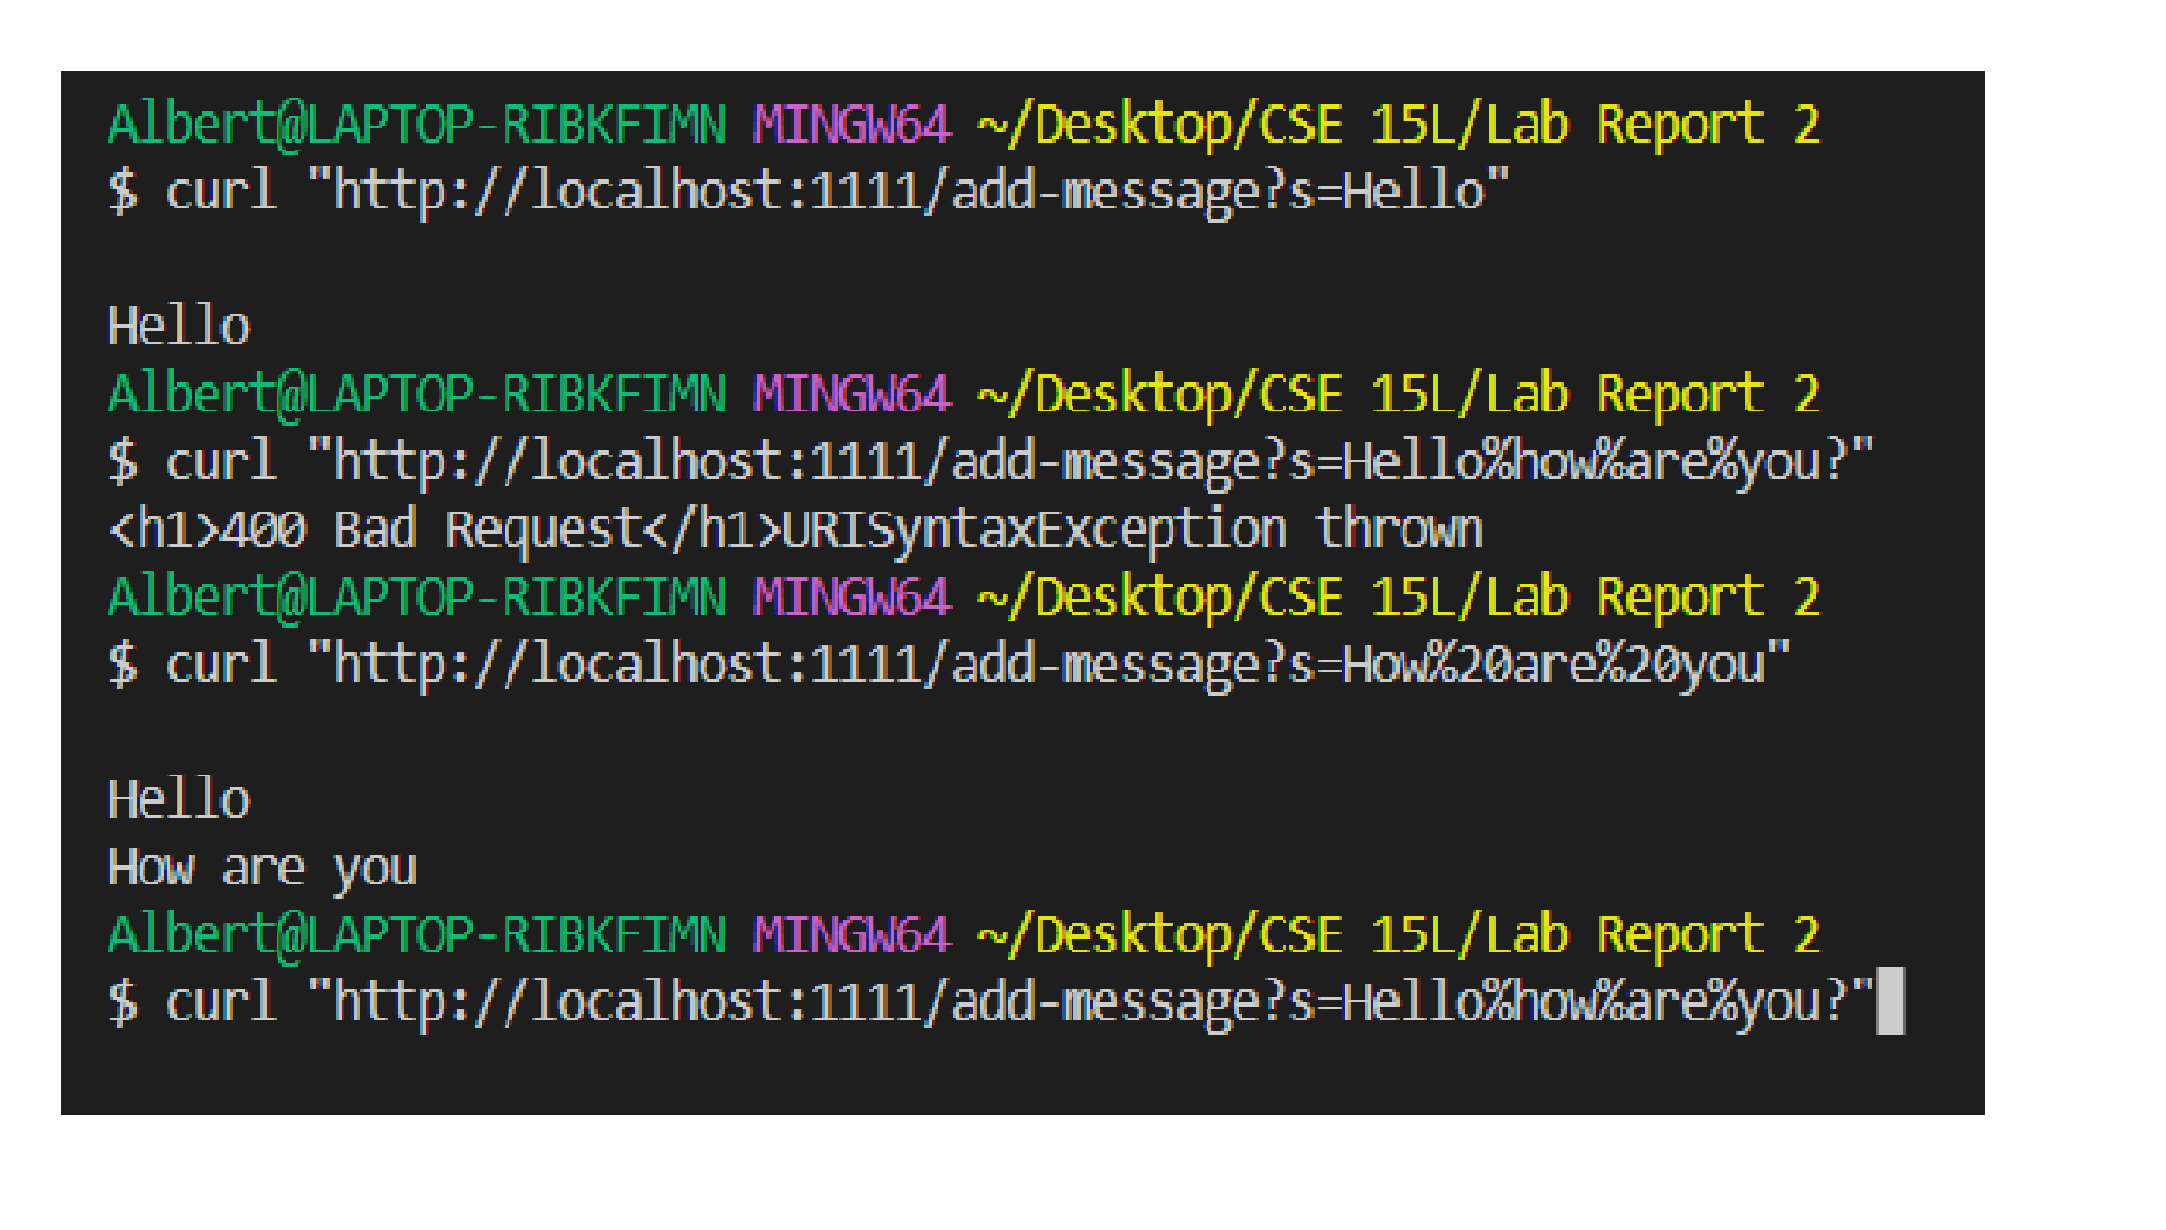 Albert@LAPTOP-RIBKFIMN MINGW64 ~/Desktop/CSE 15L/Lab Report 2
$ curl "http://localhost:1111/add-message?s=Hello"
Hello
Albert@LAPTOP-RIBKFIMN MINGW64 ~/Desktop/CSE 15L/Lab Report 2
$ curl "http://localhost:1111/add-message?s=Hello%how%are%you?"
<h1>400 Bad Request</h1>URISyntaxException thrown
Albert@LAPTOP-RIBKFIMN MINGW64 ~/Desktop/CSE 15L/Lab Report 2
$ curl "http://localhost:1111/add-message?s=How%20are%20you"
Hello
How are you
Albert@LAPTOP-RIBKFIMN MINGW64 ~/Desktop/CSE 15L/Lab Report 2
$ curl "http://localhost:1111/add-message?s=Hello%how%are%you?"